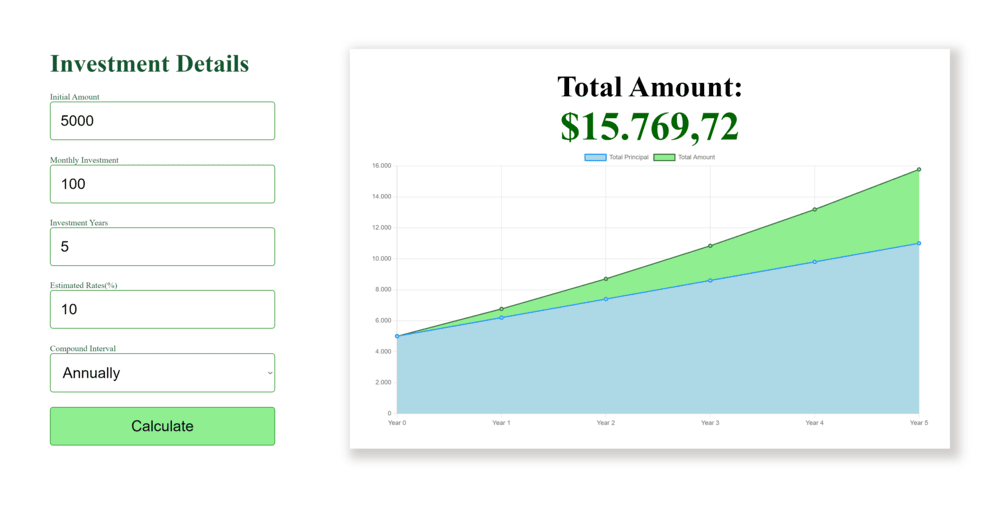 Investment Details
Initial Amount
5000
Monthly Investment
100
Investment Years
5
Estimated Rates(%)
10
Compound Interval
Annually
Calculate
Total Amount:
$15.769,72
Total Principal Total Amount
16.000
14.000
12.000
10.000
8.000
6.000
4.000
2.000
0
Year 0 Year 1 Year 2 Year 3 Year 4 Year 5